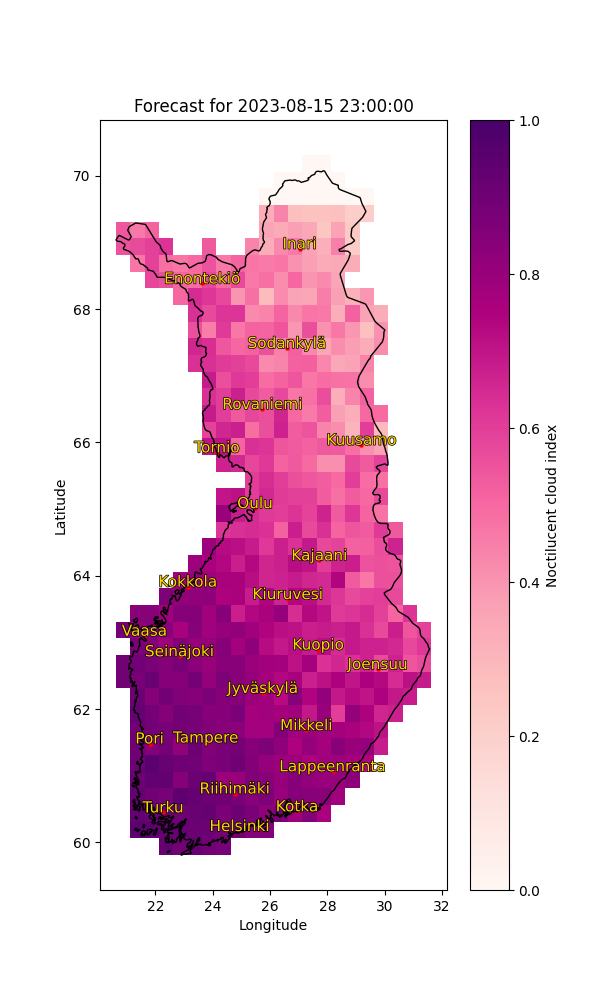 Forecast for 2023-08-15 23:00:00
1.0
70
Inari
Enontekiö
0.8
68
Sodankylä
Rovaniemi
0.6
Kuusamo
66
Tornio
Latitude
Noctilucent cloud index
Oulu
Kajaani
64
Kokkola
0.4
Kiuruvesi
Vaasa
Kuopio
Seinäjoki
Joensuu
Jyväskylä
62
Mikkeli
Pori
Tampere
0.2
Lappeenranta
Riihimäki
Turku
Kotka
Helsinki
60
0.0
22 24 26 28 30 32
Longitude